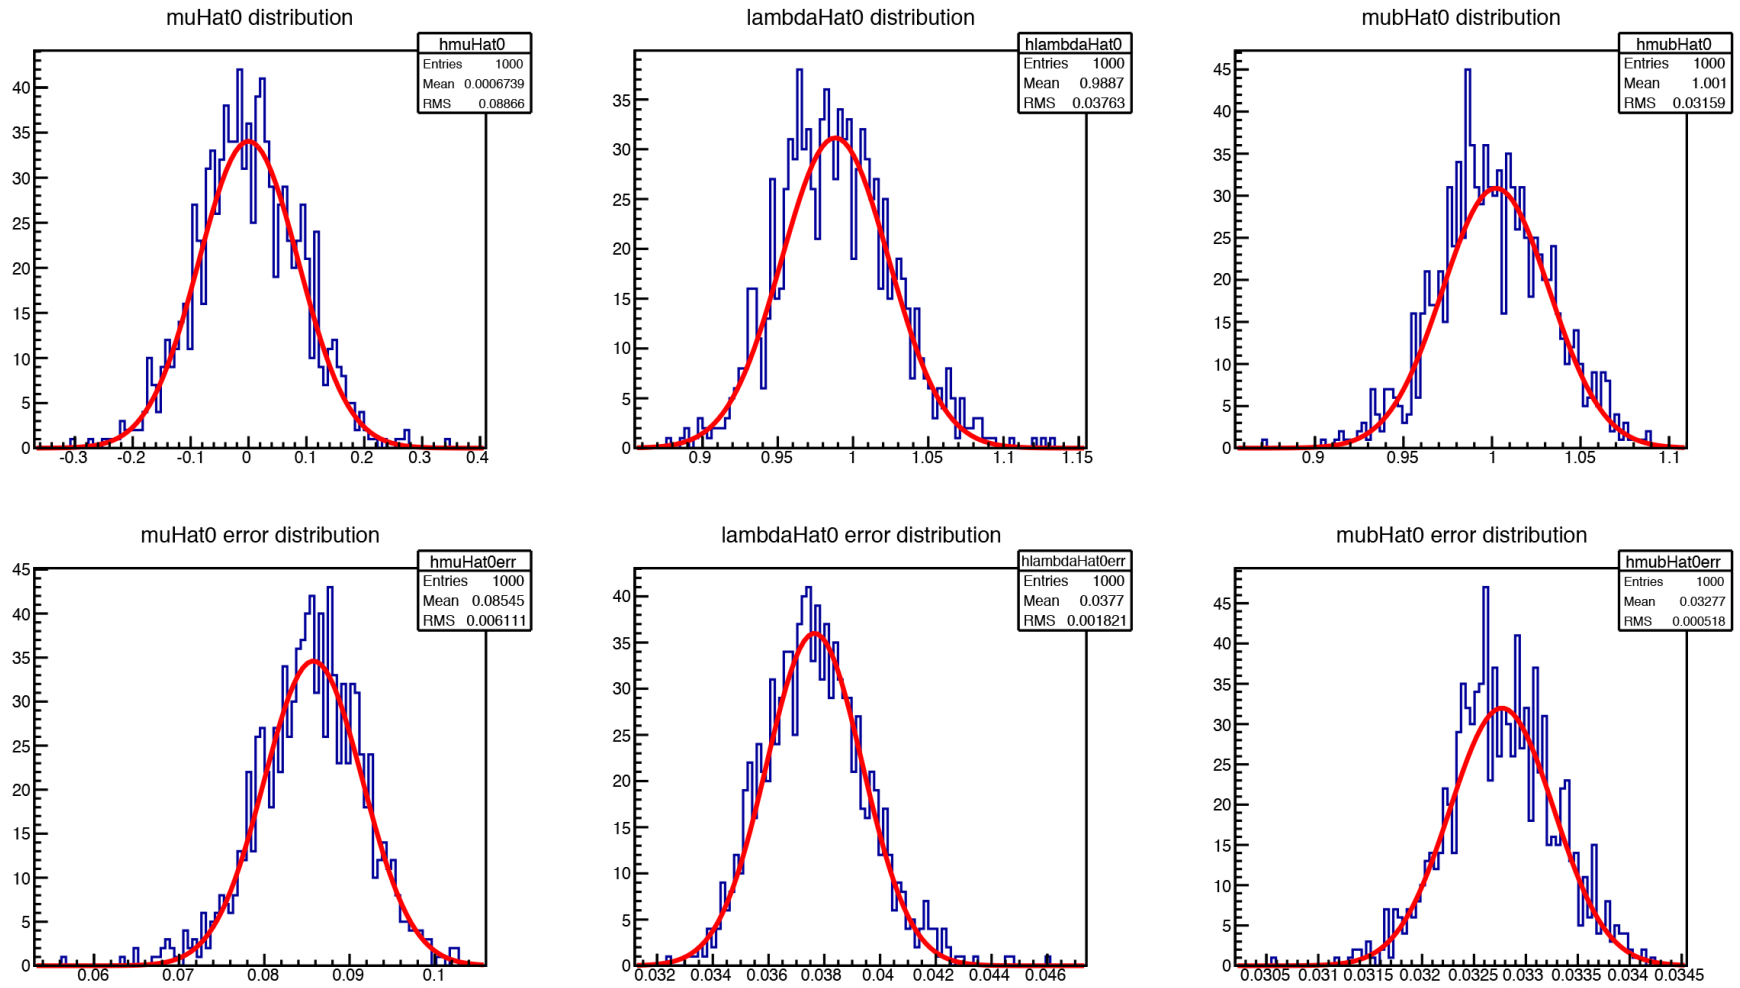 muHat0 distribution
hmuHat0
Entries 1000
Mean 0.0006739
RMS 0.08866
40
35
30
25
20
15
10
5
0
-0.3 -0.2 -0.1 0 0.1 0.2 0.3 0.4
lambdaHat0 distribution
hlambdaHat0
Entries 1000
Mean 0.9887
RMS 0.03763
35
30
25
20
15
10
5
0
0.9 0.95 1 1.05 1.1 1.15
mubHat0 distribution
hmubHat0
Entries 1000
Mean 1.001
RMS 0.03159
45
40
35
30
25
20
15
10
5
0
0.9 0.95 1 1.05 1.1
muHat0 error distribution
hmuHat0err
Entries 1000
Mean 0.08545
RMS 0.006111
45
40
35
30
25
20
15
10
5
0
0.06 0.07 0.08 0.09 0.1
lambdaHat0 error distribution
hlambdaHat0err
Entries 1000
Mean 0.0377
RMS 0.001821
40
35
30
25
20
15
10
5
0
0.032 0.034 0.036 0.038 0.04 0.042 0.044 0.046
mubHat0 error distribution
hmubHat0err
Entries 1000
Mean 0.03277
RMS 0.000518
45
40
35
30
25
20
15
10
5
0
0.0305 0.031 0.0315 0.032 0.0325 0.033 0.0335 0.034 0.0345